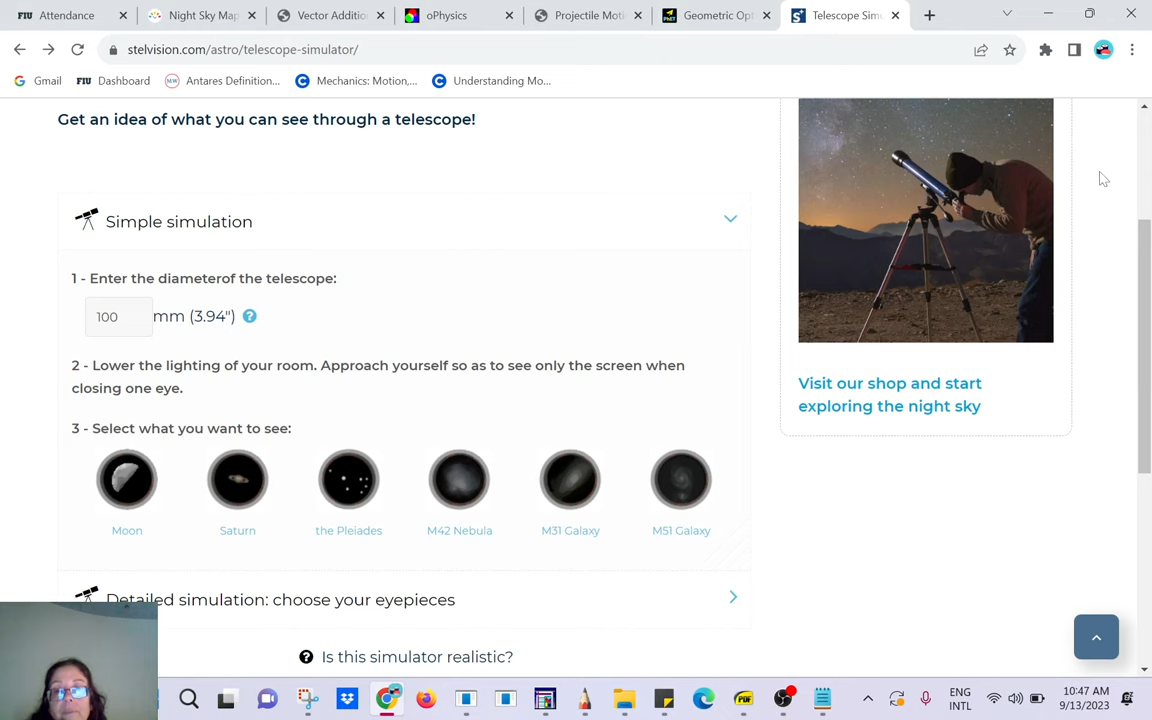 FIU Attendance
Night Sky Map
Vector Additio
oPhysics
Projectile Moti
Geometric Opt
Telescope Simu
stelvision.com/astro/telescope-simulator/
Gmail
FIU Dashboard
Antares Definition...
Mechanics: Motion,...
Understanding Mo...
Get an idea of what you can see through a telescope!
Simple simulation
1 - Enter the diameterof the telescope:
100 mm (3.94") ?
2 - Lower the lighting of your room. Approach yourself so as to see only the screen when
closing one eye.
3 - Select what you want to see:
Moon
Saturn
the Pleiades
M42 Nebula
M31 Galaxy
M51 Galaxy
Detailed simulation: choose your eyepieces
? Is this simulator realistic?
Visit our shop and start
exploring the night sky
ENG
INTL
10:47 AM
9/13/2023